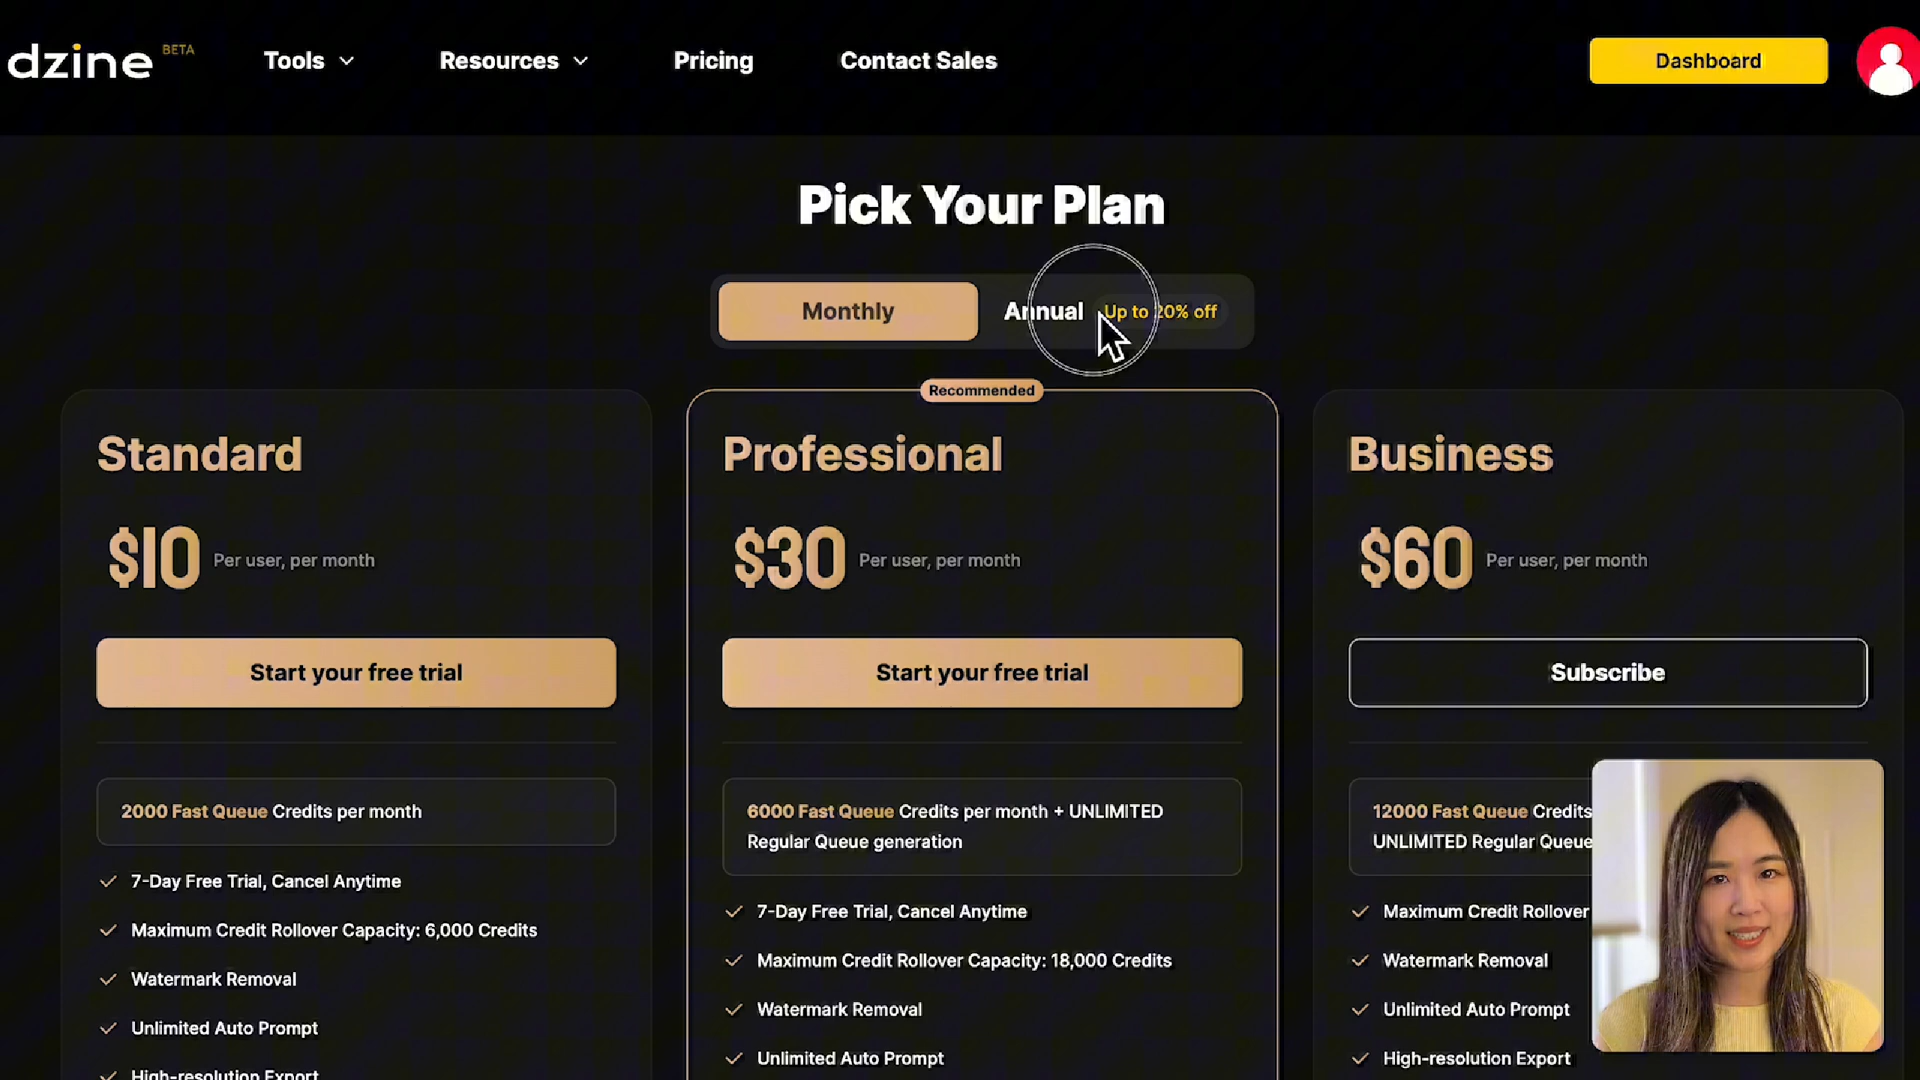 dzine BETA
Tools
Resources
Pricing
Contact Sales
Dashboard
Pick Your Plan
Monthly
Annual
Up to 20% off
Recommended
Standard
$10 Per user, per month
Start your free trial
2000 Fast Queue Credits per month
7-Day Free Trial, Cancel Anytime
Maximum Credit Rollover Capacity: 6,000 Credits
Watermark Removal
Unlimited Auto Prompt
High-resolution Export
Professional
$30 Per user, per month
Start your free trial
6000 Fast Queue Credits per month + UNLIMITED
Regular Queue generation
7-Day Free Trial, Cancel Anytime
Maximum Credit Rollover Capacity: 18,000 Credits
Watermark Removal
Unlimited Auto Prompt
Business
$60 Per user, per month
Subscribe
12000 Fast Queue Credits
UNLIMITED Regular Queue
Maximum Credit Rollover
Watermark Removal
Unlimited Auto Prompt
High-resolution Export